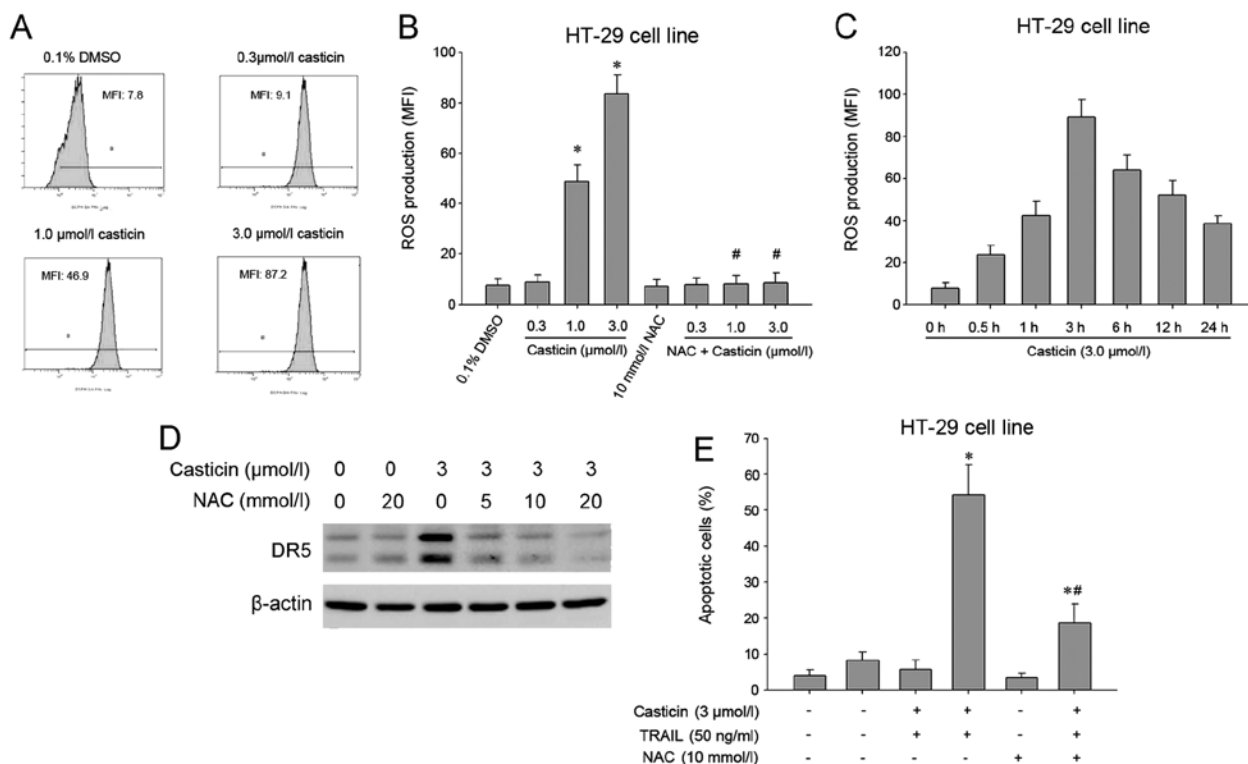 A
0.1% DMSO
MFI: 7.8
0.3µmol/l casticin
MFI: 9.1
1.0 µmol/l casticin
MFI: 46.9
3.0 µmol/l casticin
MFI: 87.2
B
HT-29 cell line
ROS production (MFI)
100
80
60
40
20
0
*
*
#
#
0.1% DMSO
0.3
1.0
3.0
Casticin (µmol/l)
10 mmol/l NAC
0.3
1.0
3.0
NAC + Casticin (µmol/l)
C
HT-29 cell line
ROS production (MFI)
120
100
80
60
40
20
0
0 h
0.5 h
1 h
3 h
6 h
12 h
24 h
Casticin (3.0 µmol/l)
D
Casticin (µmol/l) 0 0 3 3 3 3
NAC (mmol/l) 0 20 0 5 10 20
DR5
β-actin
E
HT-29 cell line
Apoptotic cells (%)
70
60
50
40
30
20
10
0
*
*#
Casticin (3 µmol/l) - - + + - +
TRAIL (50 ng/ml) - - + + - +
NAC (10 mmol/l) - - - - + +